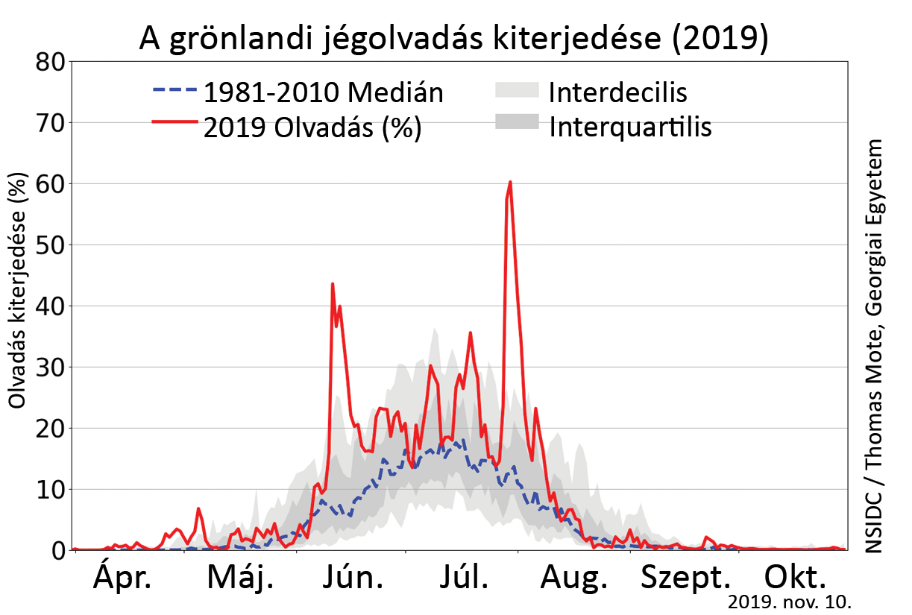 A grönlandi jégolvadás kiterjedése (2019)
1981-2010 Medián
2019 Olvadás (%)
Interdecilis
Interquartilis
Olvadás kiterjedése (%)
80
70
60
50
40
30
20
10
0
Ápr.
Máj.
Jún.
Júl.
Aug.
Szept.
Okt.
2019. nov. 10.
NSIDC / Thomas Mote, Georgiai Egyetem